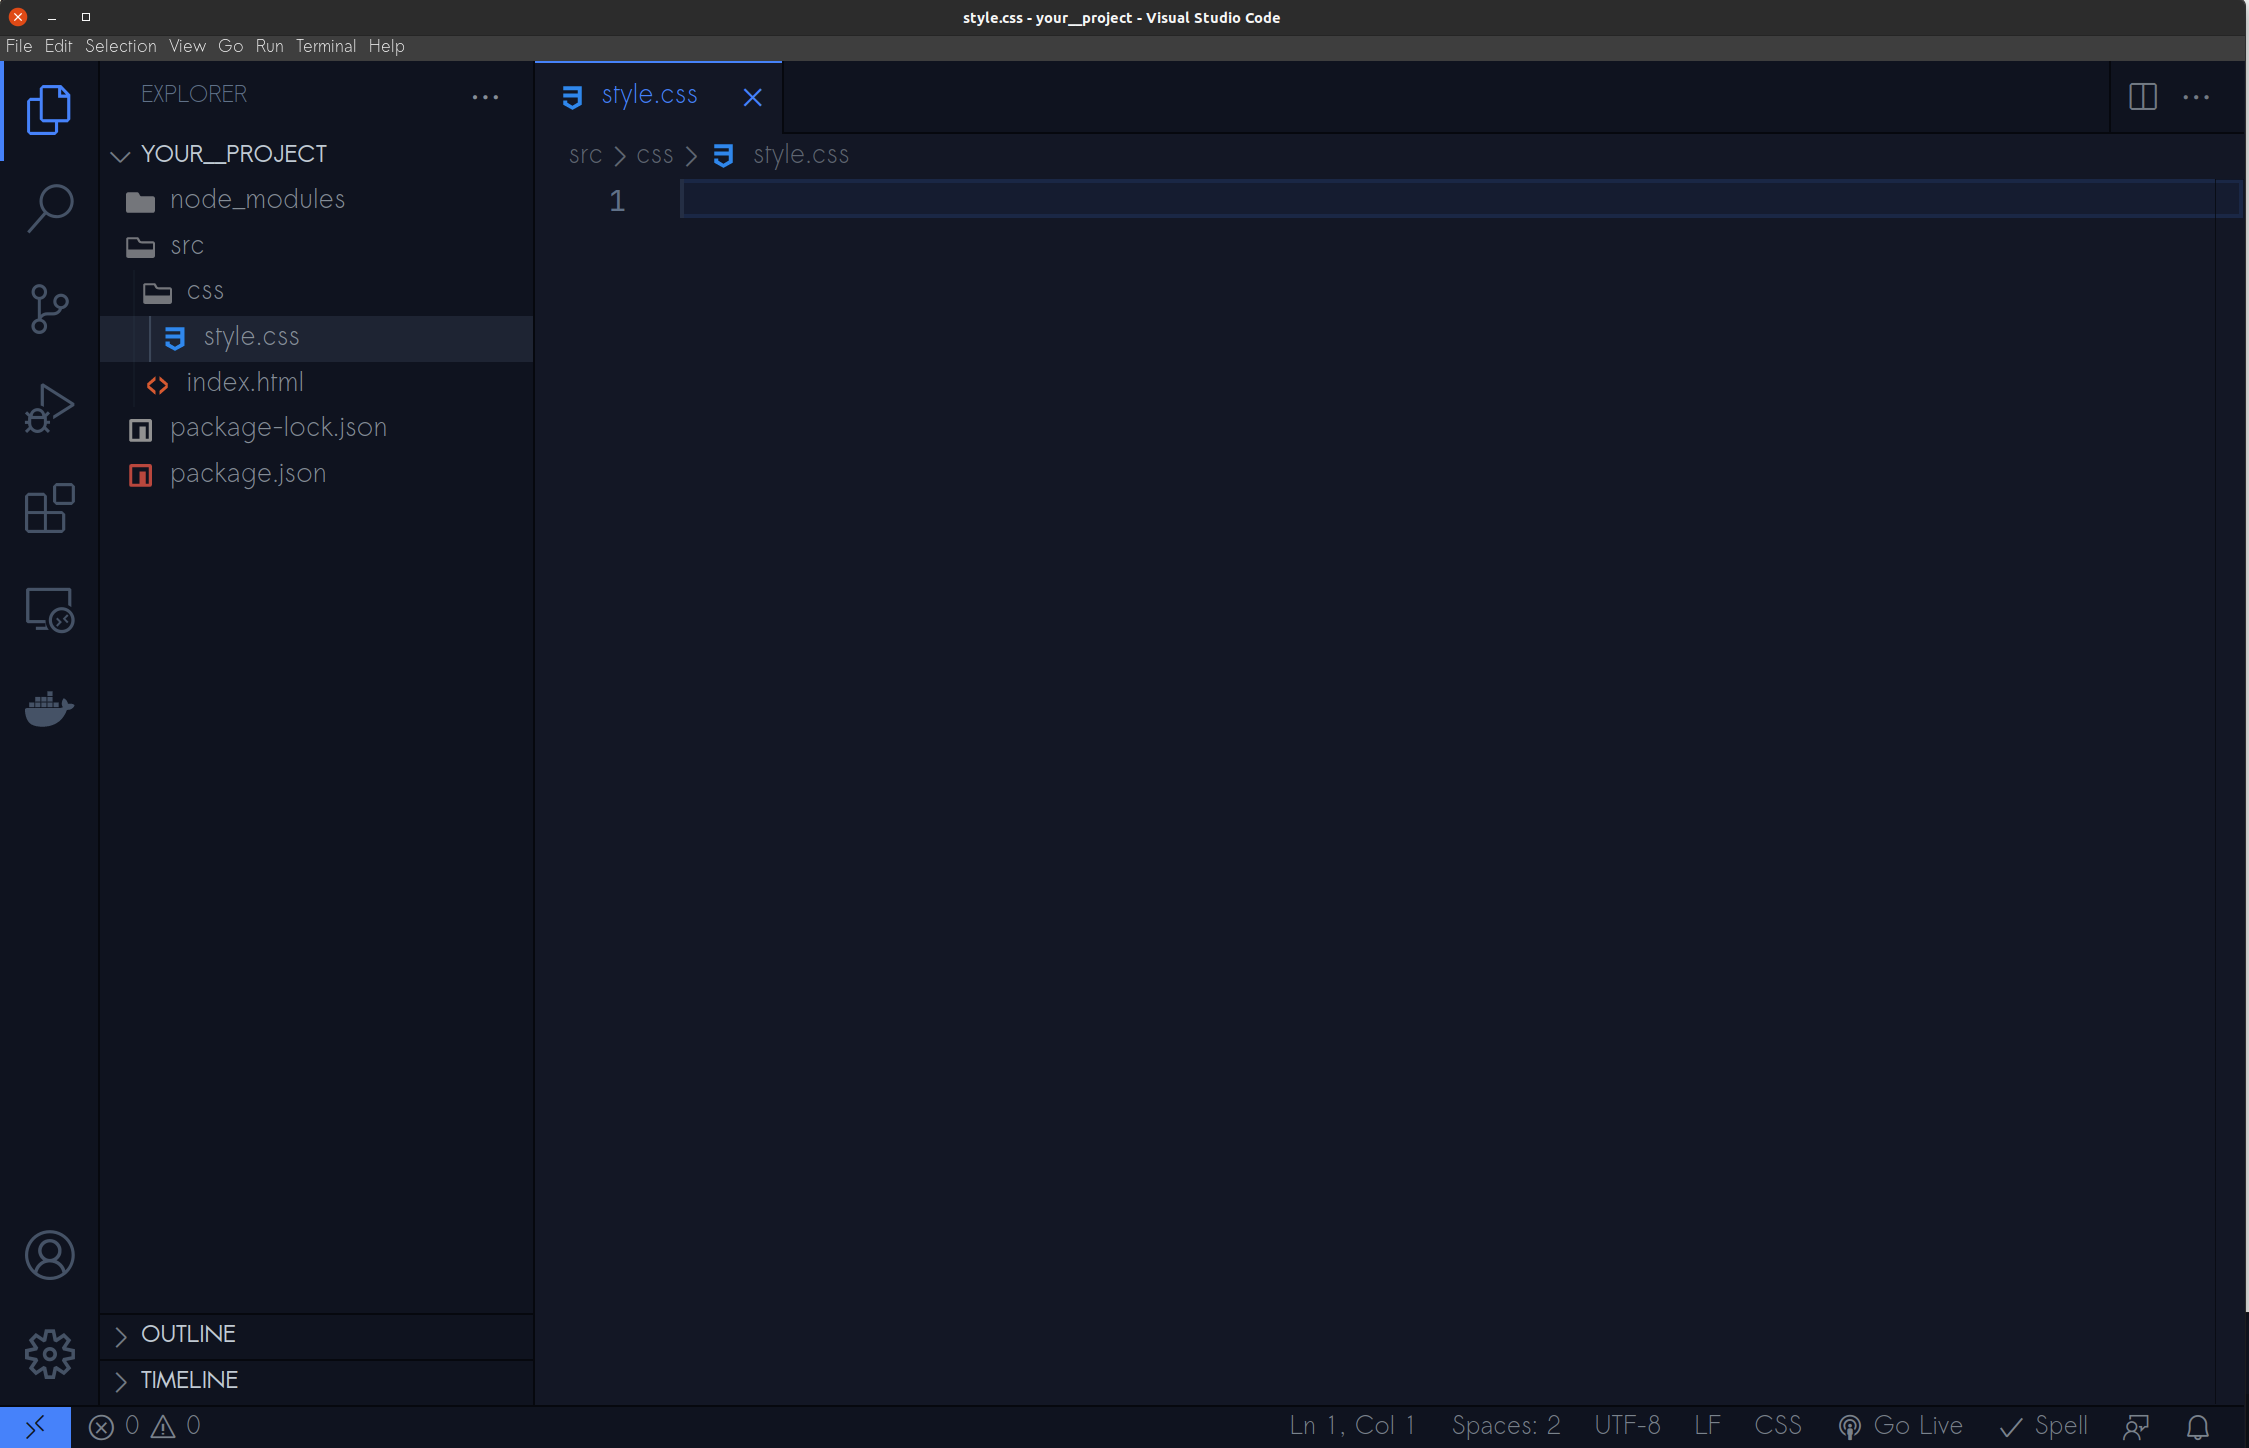 style.css - your__project - Visual Studio Code
File Edit Selection View Go Run Terminal Help
EXPLORER
style.css
YOUR__PROJECT
src > css > style.css
node_modules
1
src
css
style.css
index.html
package-lock.json
package.json
OUTLINE
TIMELINE
0 0 Ln 1, Col 1 Spaces: 2 UTF-8 LF CSS Go Live Spell